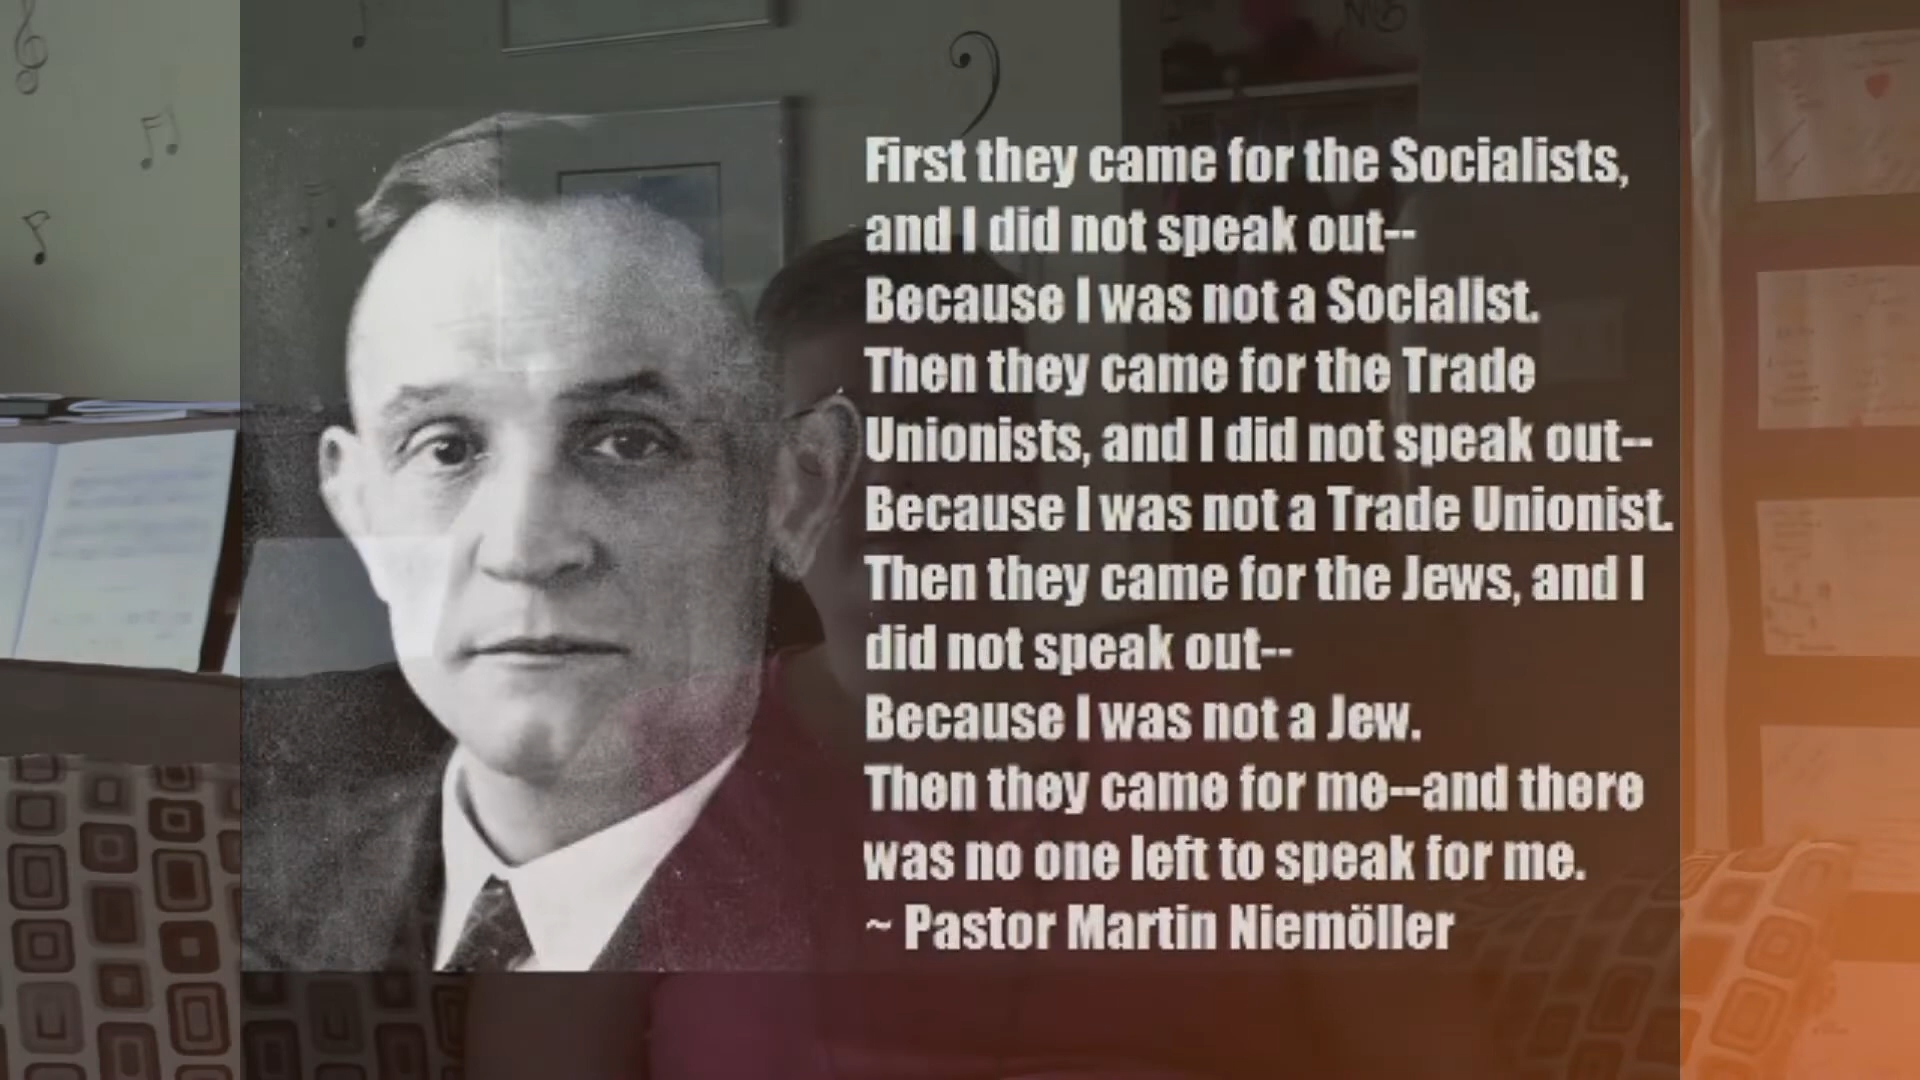 First they came for the Socialists,
and I did not speak out--
Because I was not a Socialist.
Then they came for the Trade
Unionists, and I did not speak out--
Because I was not a Trade Unionist.
Then they came for the Jews, and I
did not speak out--
Because I was not a Jew.
Then they came for me--and there
was no one left to speak for me.
~ Pastor Martin Niemöller